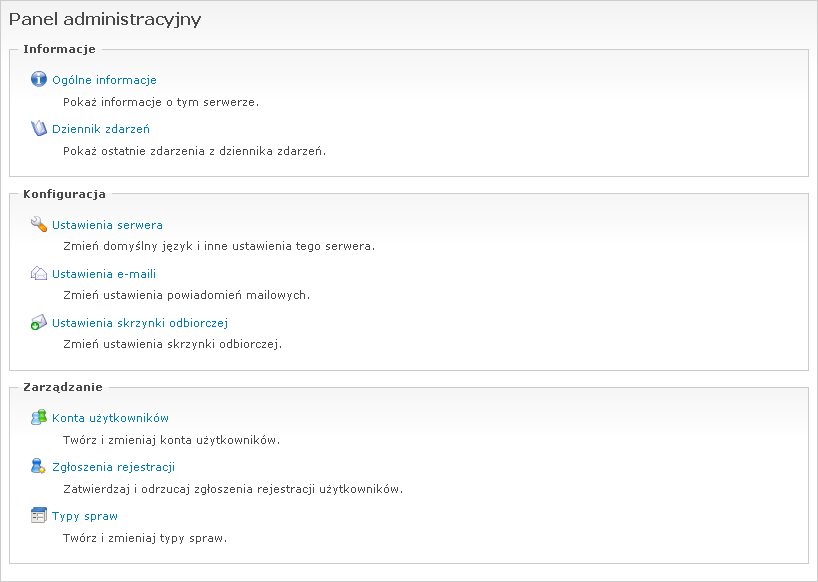 Panel administracyjny
Informacje
Ogólne informacje
Pokaż informacje o tym serwerze.
Dziennik zdarzeń
Pokaż ostatnie zdarzenia z dziennika zdarzeń.
Konfiguracja
Ustawienia serwera
Zmień domyślny język i inne ustawienia tego serwera.
Ustawienia e-maili
Zmień ustawienia powiadomień mailowych.
Ustawienia skrzynki odbiorczej
Zmień ustawienia skrzynki odbiorczej.
Zarządzanie
Konta użytkowników
Twórz i zmieniaj konta użytkowników.
Zgłoszenia rejestracji
Zatwierdzaj i odrzucaj zgłoszenia rejestracji użytkowników.
Typy spraw
Twórz i zmieniaj typy spraw.